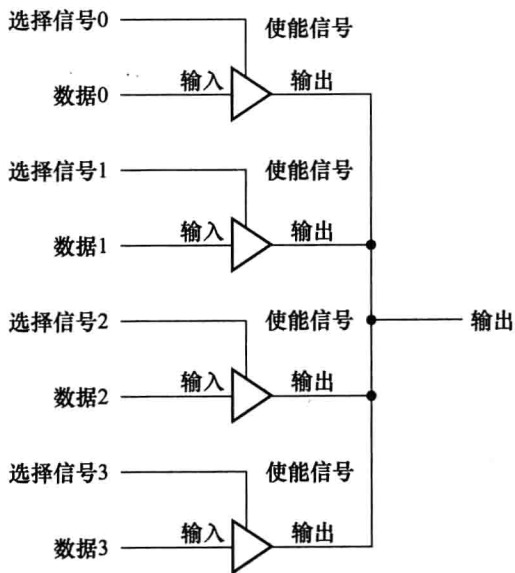 选择信号0 使能信号
数据0 输入 输出
选择信号1 使能信号
数据1 输入 输出
选择信号2 使能信号
输出
数据2 输入 输出
选择信号3 使能信号
数据3 输入 输出